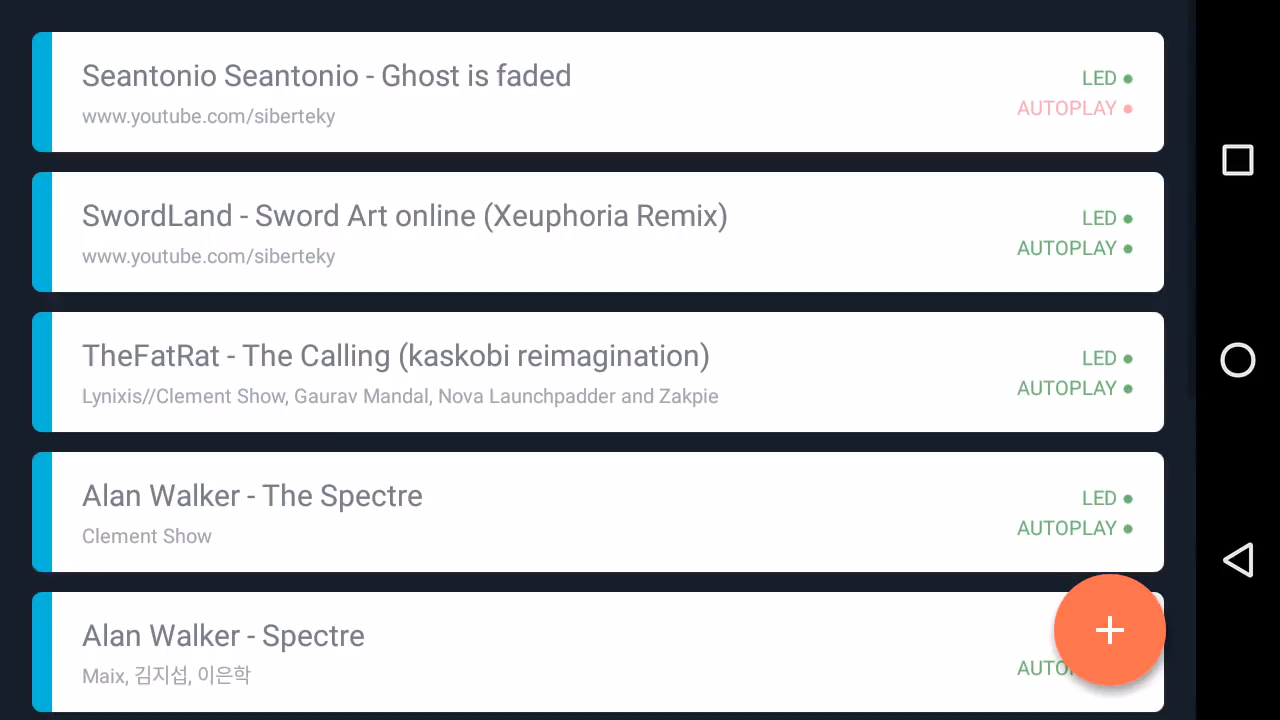 Seantonio Seantonio - Ghost is faded
www.youtube.com/siberteky
LED
AUTOPLAY
SwordLand - Sword Art online (Xeuphoria Remix)
www.youtube.com/siberteky
LED
AUTOPLAY
TheFatRat - The Calling (kaskobi reimagination)
Lynixis//Clement Show, Gaurav Mandal, Nova Launchpadder and Zakpie
LED
AUTOPLAY
Alan Walker - The Spectre
Clement Show
LED
AUTOPLAY
Alan Walker - Spectre
Maix, 김지섭, 이은학